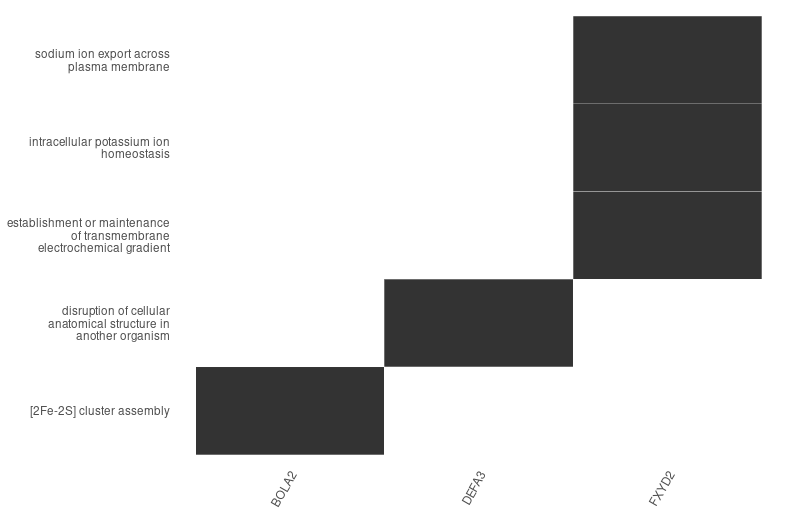 sodium ion export across
plasma membrane
intracellular potassium ion
homeostasis
establishment or maintenance
of transmembrane
electrochemical gradient
disruption of cellular
anatomical structure in
another organism
[2Fe-2S] cluster assembly
BOLA2
DEFA3
FXYD2